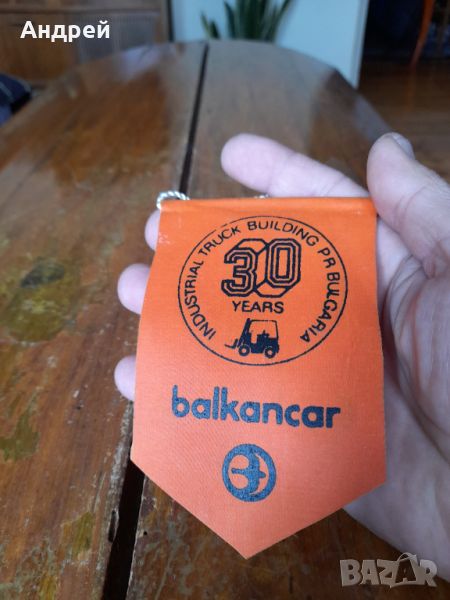 Андрей
INDUSTRIAL TRUCK BUILDING PR BULGARIA
30
YEARS
balkancar
BAZAR